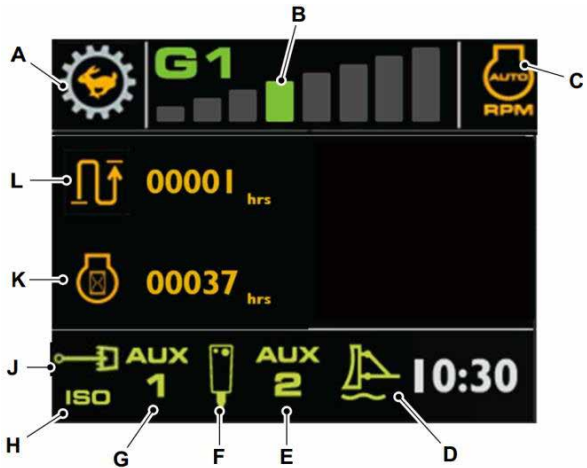 A
B
C
G1
AUTO
RPM
L
00001 hrs
K
00037 hrs
J
AUX 1
AUX 2
10:30
ISO
H
G
F
E
D